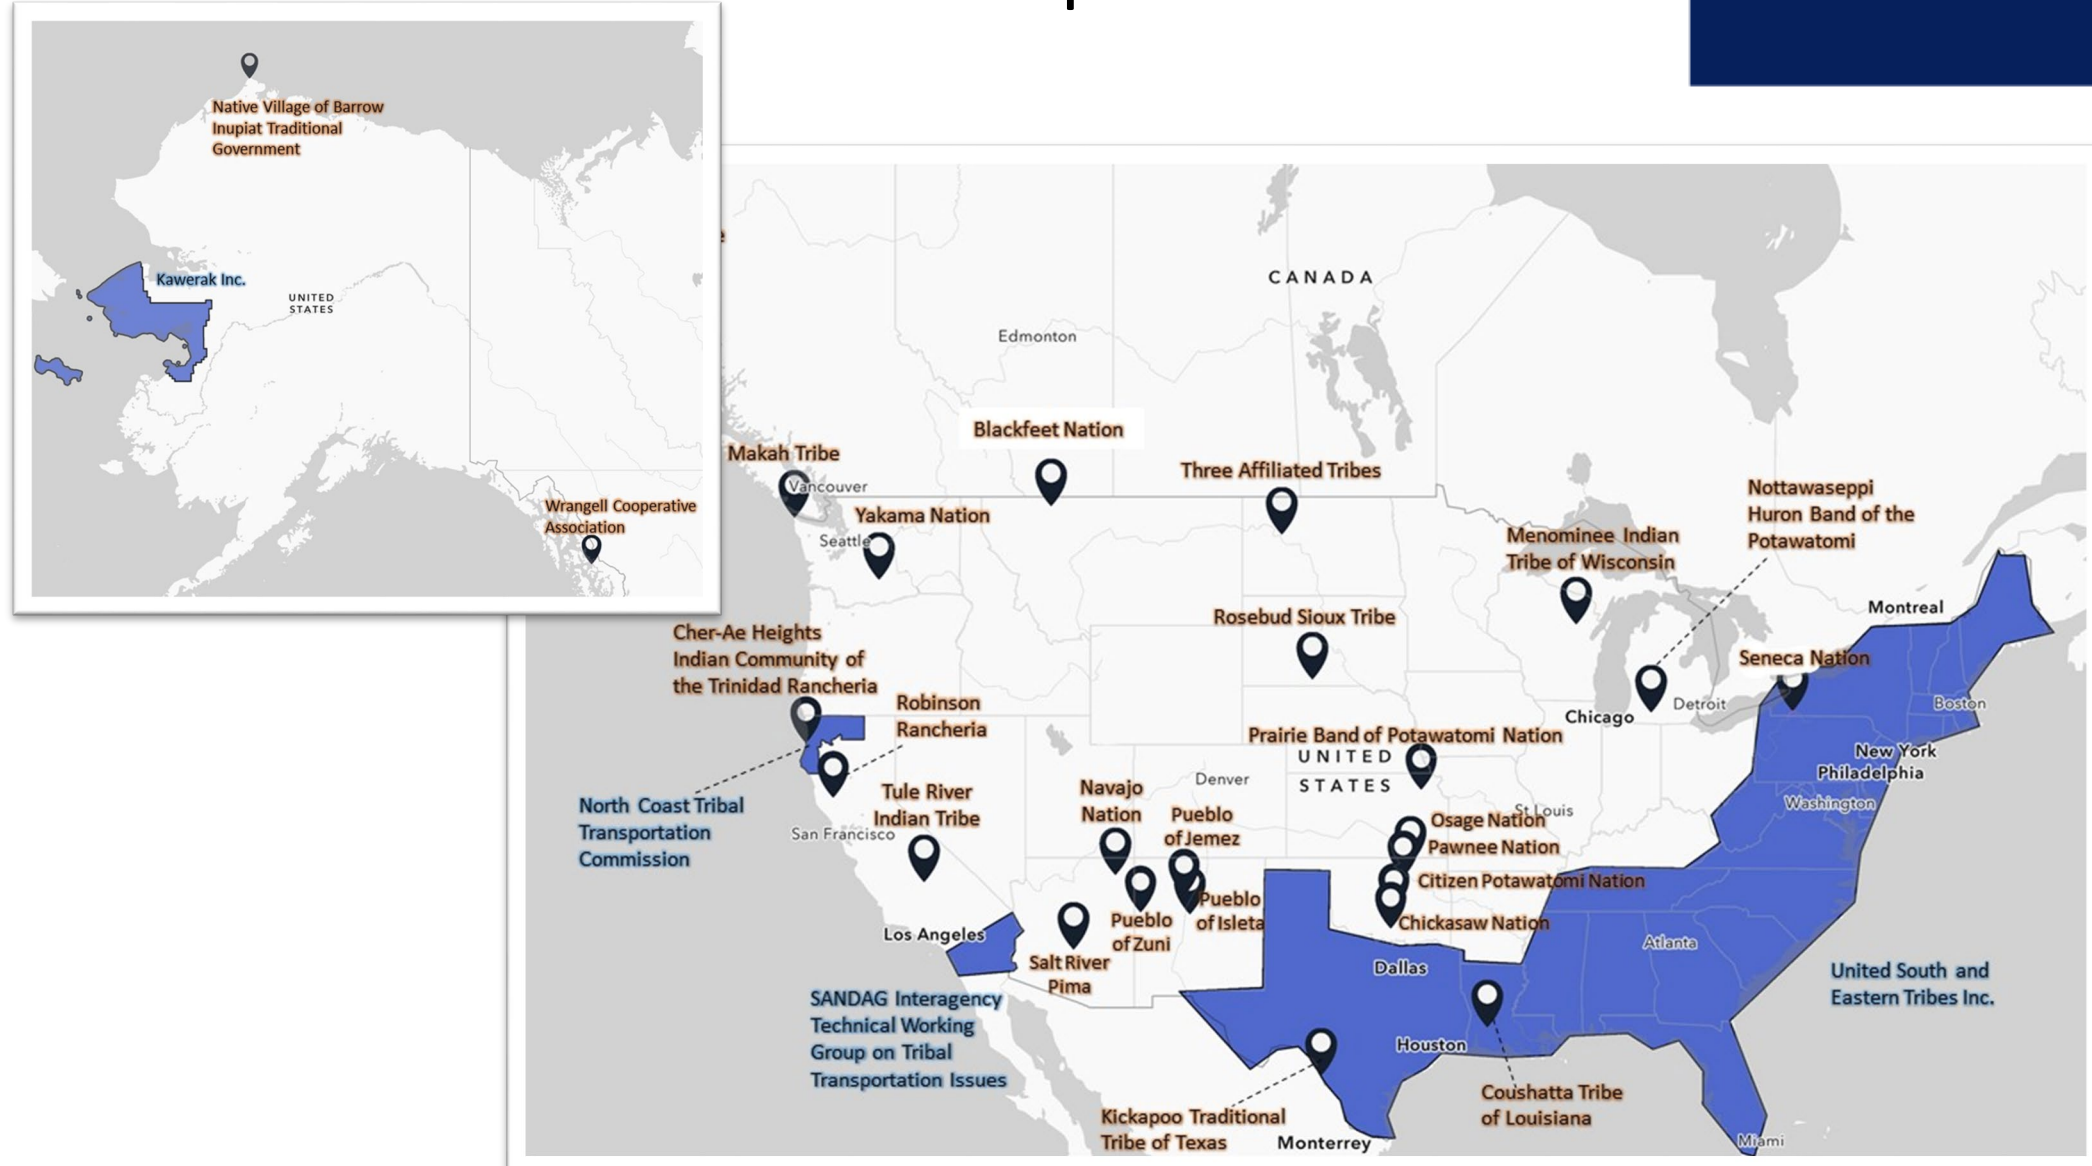 Native Village of Barrow
Inupiat Traditional
Government
Kawerak Inc.
UNITED
STATES
Wrangell Cooperative
Association
CANADA
Edmonton
Blackfeet Nation
Makah Tribe
Vancouver
Three Affiliated Tribes
Yakama Nation
Seattle
Nottawaseppi
Huron Band of the
Potawatomi
Menominee Indian
Tribe of Wisconsin
Montreal
Rosebud Sioux Tribe
Cher-Ae Heights
Indian Community of
the Trinidad Rancheria
Seneca Nation
Robinson
Rancheria
Chicago
Detroit
Boston
Prairie Band of Potawatomi Nation
UNITED
STATES
New York
Philadelphia
Washington
Denver
Navajo
Nation
Tule River
Indian Tribe
North Coast Tribal
Transportation
Commission
San Francisco
Pueblo
of Jemez
St Louis
Osage Nation
Pawnee Nation
Citizen Potawatomi Nation
Chickasaw Nation
Pueblo
of Isleta
Pueblo
of Zuni
Los Angeles
Salt River
Pima
Atlanta
Dallas
United South and
Eastern Tribes Inc.
SANDAG Interagency
Technical Working
Group on Tribal
Transportation Issues
Houston
Coushatta Tribe
of Louisiana
Kickapoo Traditional
Tribe of Texas
Monterrey
Miami